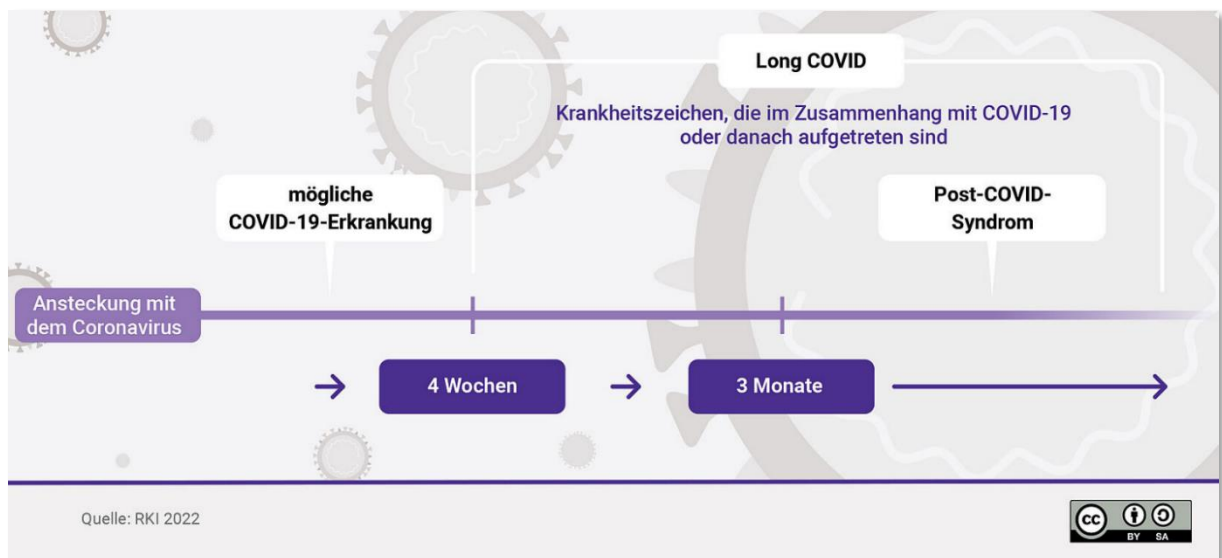 Long COVID
Krankheitszeichen, die im Zusammenhang mit COVID-19
oder danach aufgetreten sind
mögliche
COVID-19-Erkrankung
Post-COVID-
Syndrom
Ansteckung mit
dem Coronavirus
4 Wochen
3 Monate
Quelle: RKI 2022
cc
BY SA